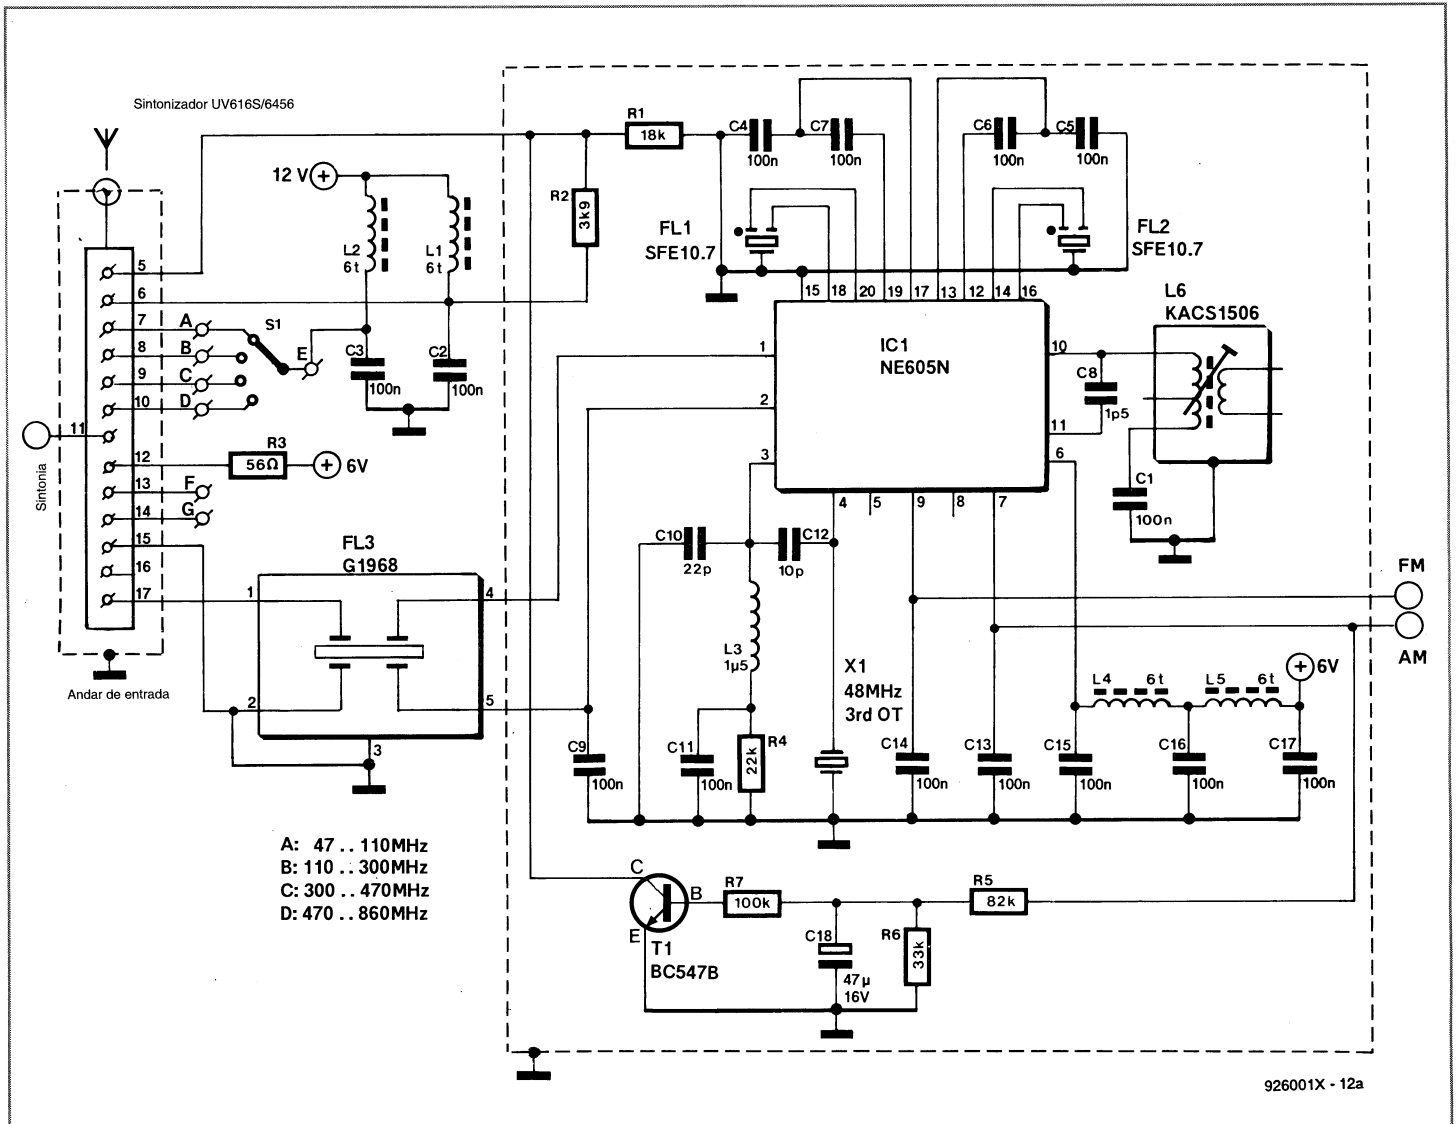 Sintonizador UV616S/6456
12 V
L2
6t
L1
6t
R1
18k
R2
3k9
C4
100n
C7
100n
C6
100n
C5
100n
FL1
SFE10.7
FL2
SFE10.7
15 18 20 19 17 13 12 14 16
5
6
7
8
9
10
11
12
13
14
15
16
17
A
B
C
D
S1
E
F
G
Sintonia
C3
100n
C2
100n
R3
56Ω
6V
IC1
NE605N
1
2
3
4
5
9
8
7
10
11
6
L6
KACS1506
C8
1p5
C1
100n
FL3
G1968
1
2
3
4
5
Andar de entrada
C10
22p
C12
10p
L3
1µ5
X1
48MHz
3rd OT
FM
AM
L4 6t
L5 6t
6V
C9
100n
C11
100n
R4
22k
C14
100n
C13
100n
C15
100n
C16
100n
C17
100n
A: 47 .. 110MHz
B: 110 .. 300MHz
C: 300 .. 470MHz
D: 470 .. 860MHz
C
B
E
T1
BC547B
R7
100k
R5
82k
C18
47µ
16V
R6
33k
926001X - 12a